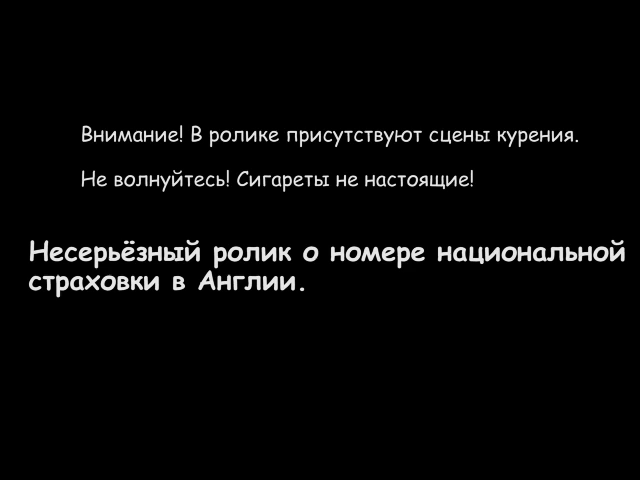 Внимание! В ролике присутствуют сцены курения.
Не волнуйтесь! Сигареты не настоящие!
Несерьёзный ролик о номере национальной
страховки в Англии.